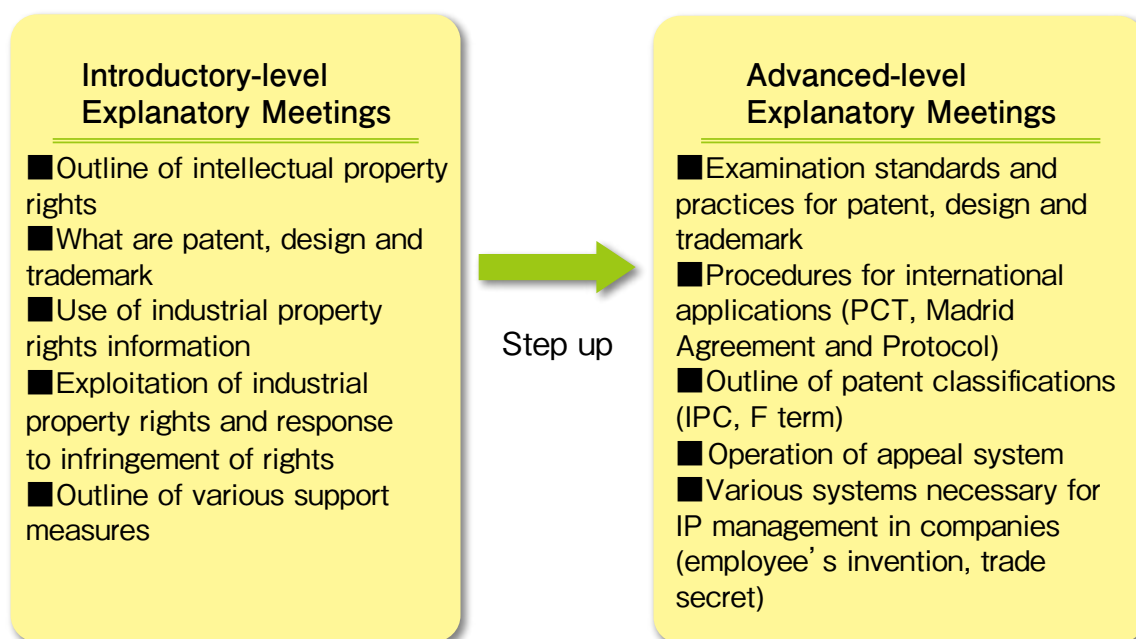 Introductory-level
Explanatory Meetings
■Outline of intellectual property
rights
■What are patent, design and
trademark
■Use of industrial property
rights information
■Exploitation of industrial
property rights and response
to infringement of rights
■Outline of various support
measures
Step up
Advanced-level
Explanatory Meetings
■Examination standards and
practices for patent, design and
trademark
■Procedures for international
applications (PCT, Madrid
Agreement and Protocol)
■Outline of patent classifications
(IPC, F term)
■Operation of appeal system
■Various systems necessary for
IP management in companies
(employee’s invention, trade
secret)